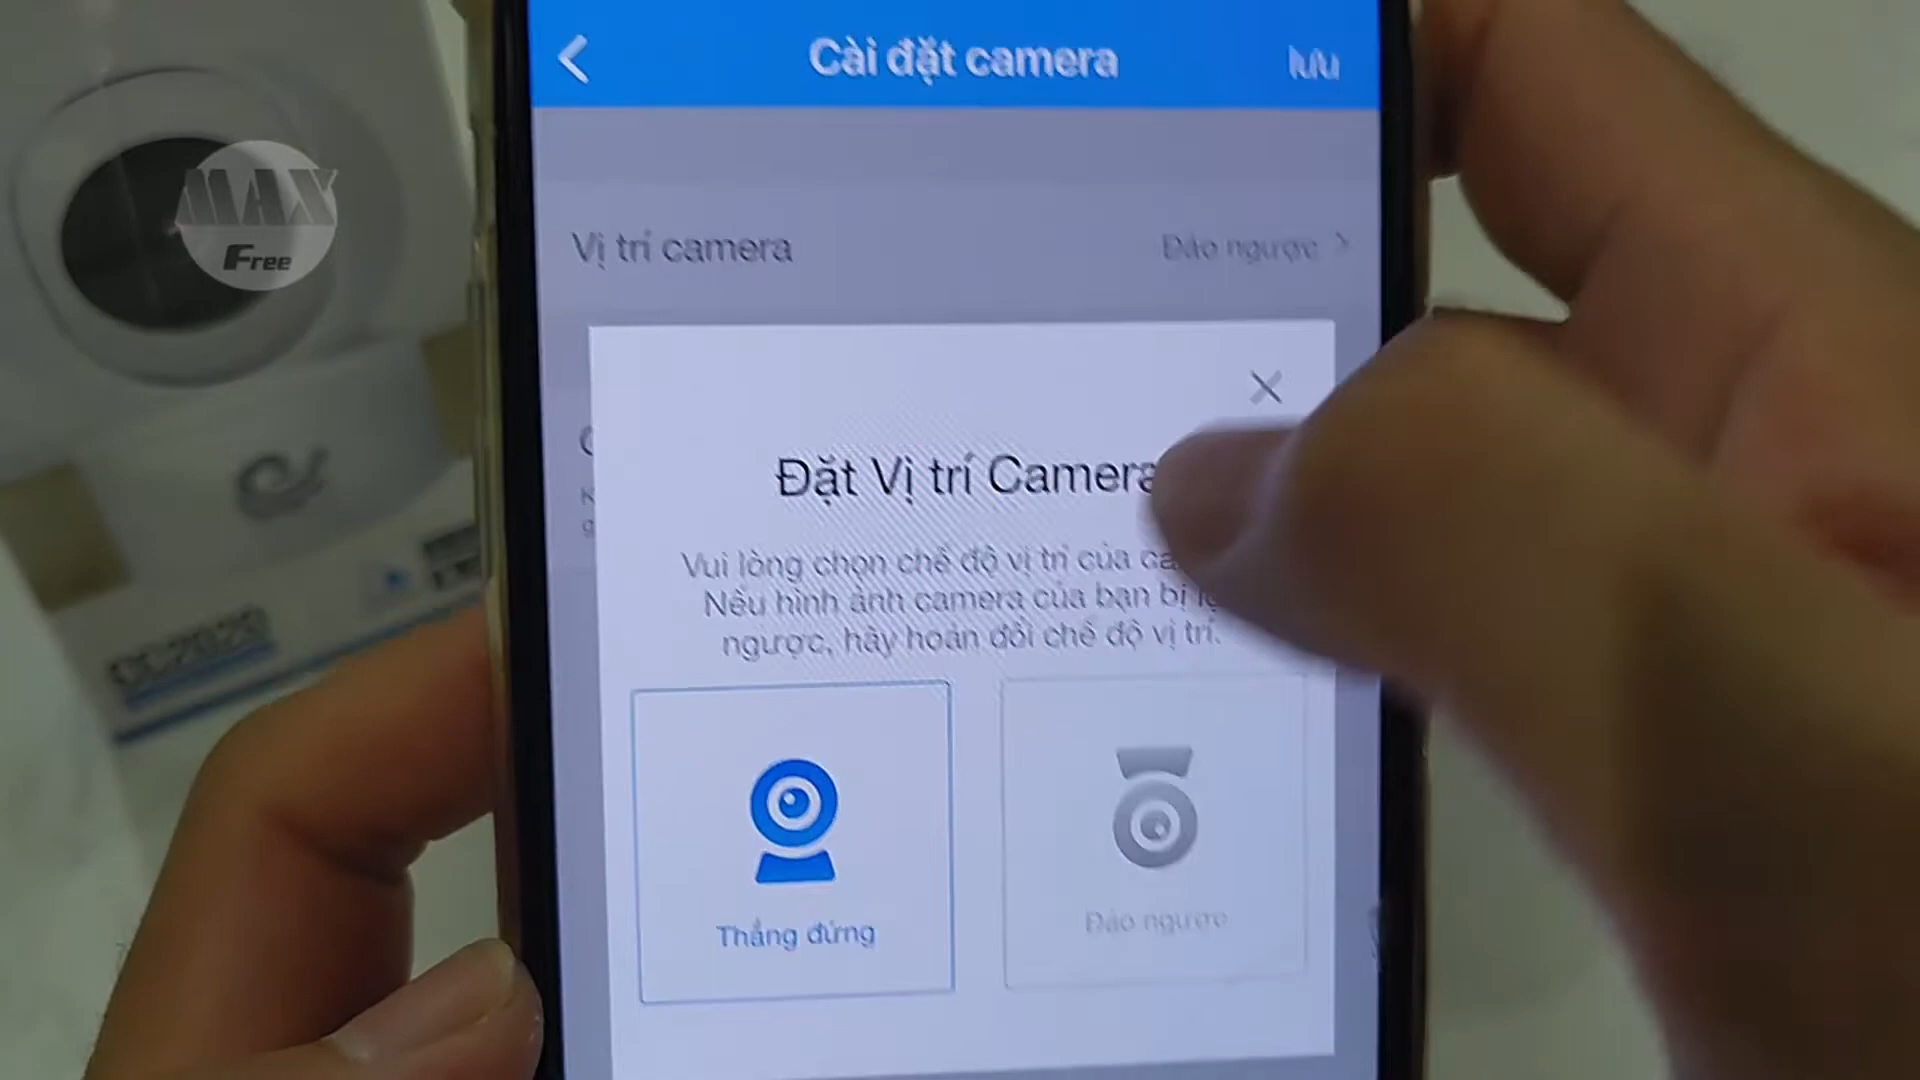 Cài đặt camera
lưu
MAX
Free
Vị trí camera
Đảo ngược
Đặt Vị trí Camera
Vui lòng chọn chế độ vị trí của ca
Nếu hình ảnh camera của bạn bị
ngược, hãy hoán đổi chế độ vị trí.
CC2020
Thẳng đứng
Đảo ngược